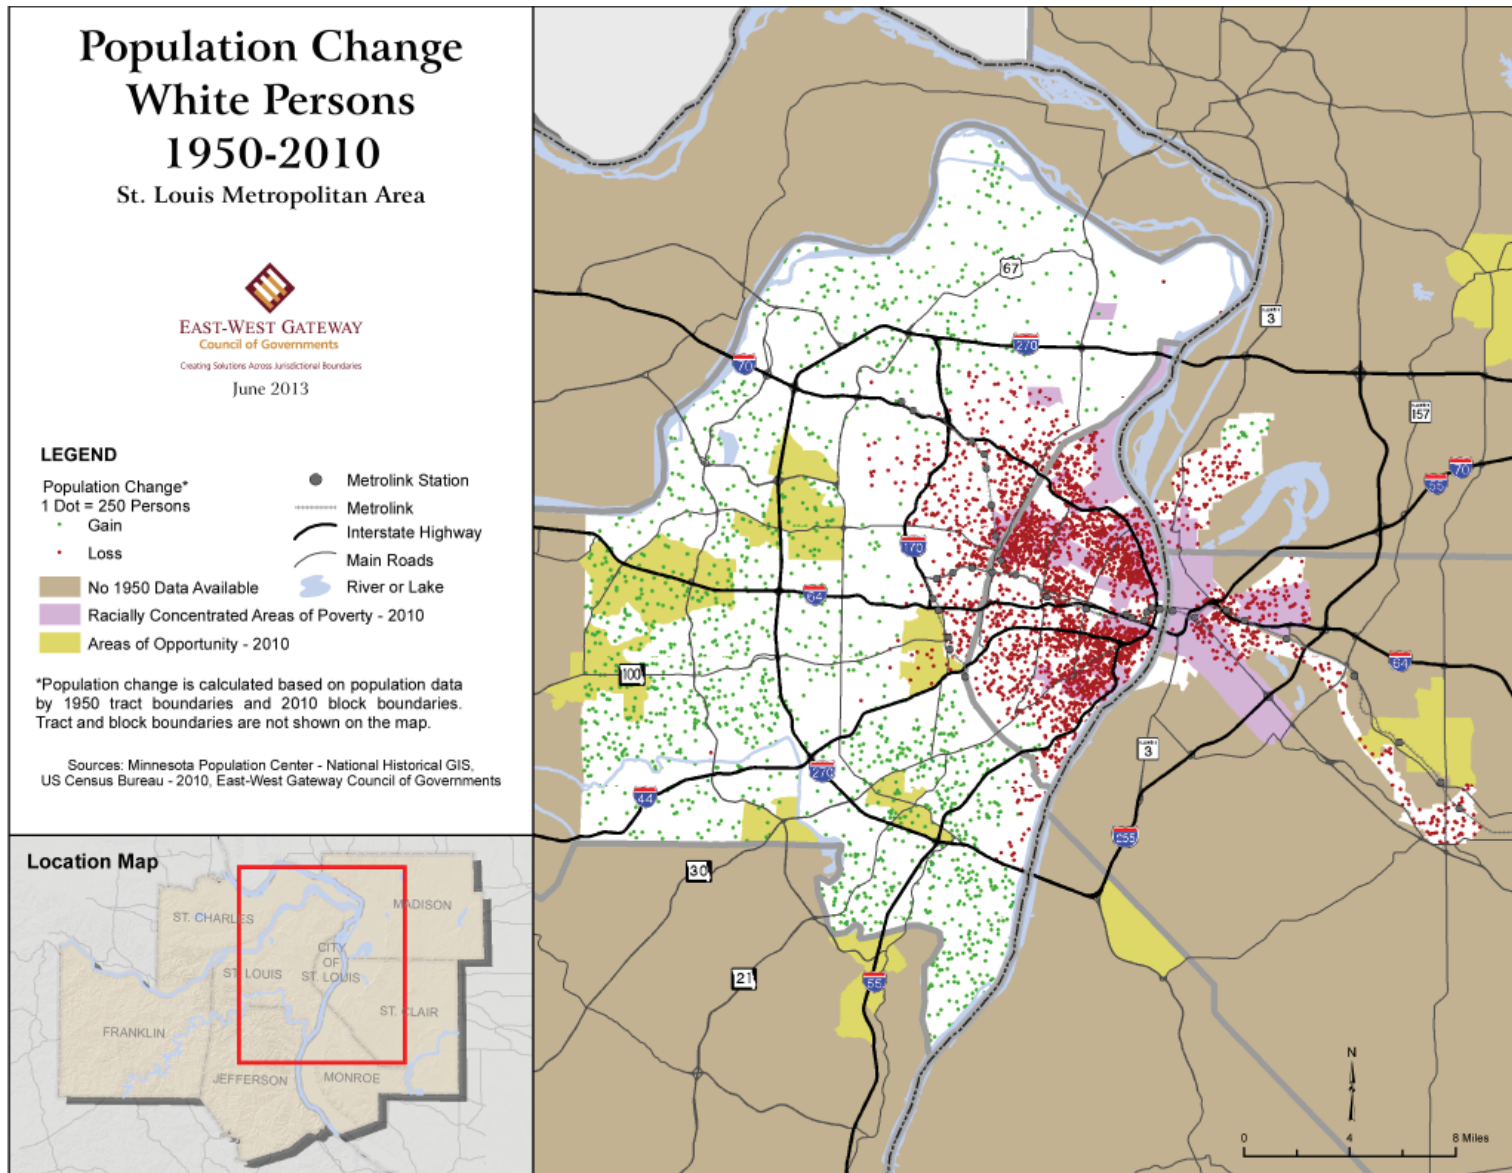 Population Change
White Persons
1950-2010
St. Louis Metropolitan Area
EAST-WEST GATEWAY
Council of Governments
Creating Solutions Across Jurisdictional Boundaries
June 2013
LEGEND
Population Change*
1 Dot = 250 Persons
Gain
Loss
Metrolink Station
Metrolink
Interstate Highway
Main Roads
River or Lake
No 1950 Data Available
Racially Concentrated Areas of Poverty - 2010
Areas of Opportunity - 2010
*Population change is calculated based on population data
by 1950 tract boundaries and 2010 block boundaries.
Tract and block boundaries are not shown on the map.
Sources: Minnesota Population Center - National Historical GIS,
US Census Bureau - 2010, East-West Gateway Council of Governments
Location Map
ST. CHARLES
MADISON
CITY
OF
ST. LOUIS
ST. LOUIS
ST. CLAIR
FRANKLIN
JEFFERSON
MONROE
67
3
270
70
157
70
55
170
64
100
64
3
270
44
255
30
21
55
N
0 4 8 Miles